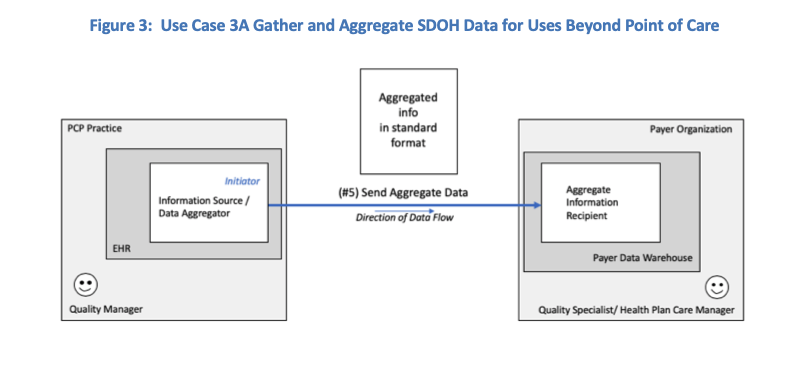 Figure 3:  Use Case 3A Gather and Aggregate SDOH Data for Uses Beyond Point of Care
Aggregated
info
in standard
format
PCP Practice
Initiator
Information Source /
Data Aggregator
EHR
Quality Manager
(#5) Send Aggregate Data
Direction of Data Flow
Payer Organization
Aggregate
Information
Recipient
Payer Data Warehouse
Quality Specialist/ Health Plan Care Manager